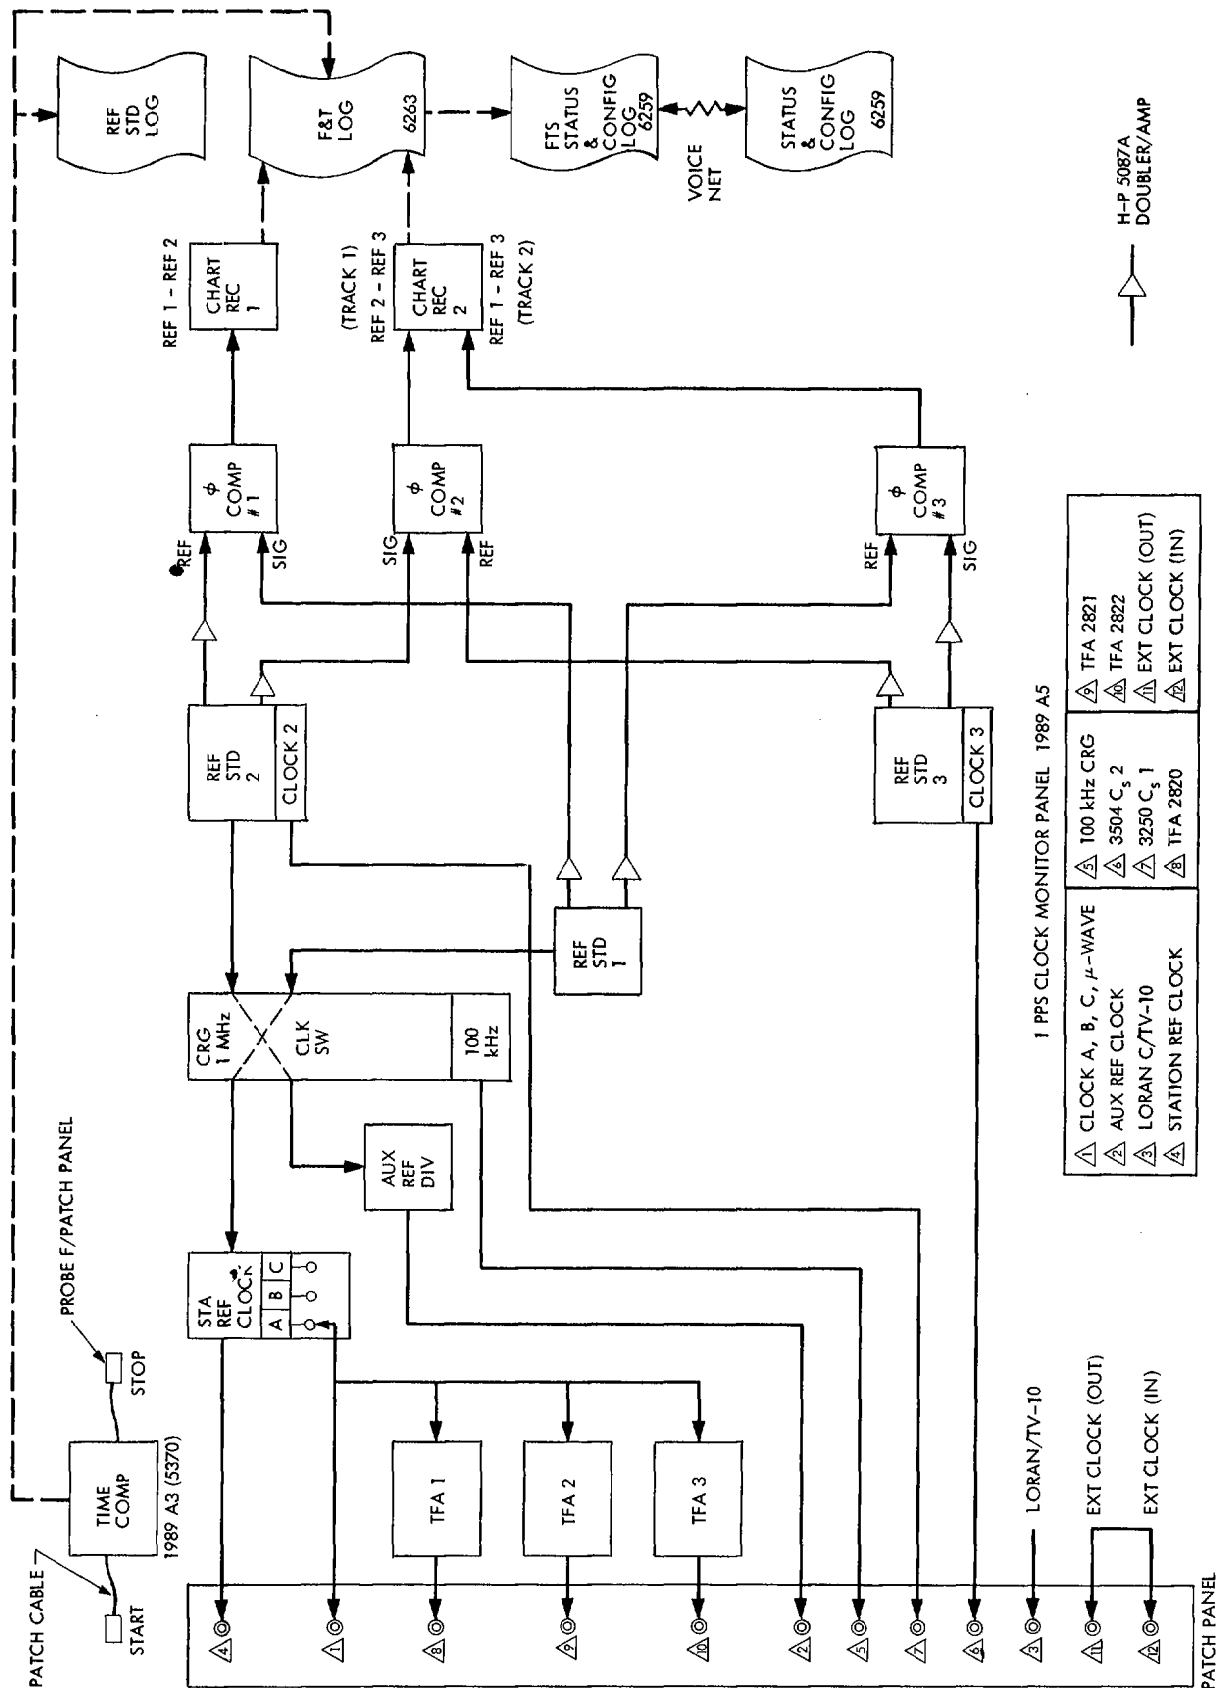 PATCH CABLE
START
TIME
COMP
1989 A3 (5370)
STOP
PROBE F/PATCH PANEL
REF
STD
LOG
F&T
LOG
6263
FTS
STATUS
& CONFIG
LOG
6259
VOICE
NET
STATUS
& CONFIG
LOG
6259
STA
REF
CLOCK
A B C
CRG
1 MHz
CLK
SW
100
kHz
AUX
REF
DIV
REF
STD
2
CLOCK 2
REF
STD
1
REF
STD
3
CLOCK 3
REF
φ
COMP
#1
SIG
SIG
φ
COMP
#2
REF
REF
φ
COMP
#3
SIG
REF 1 - REF 2
CHART
REC
1
(TRACK 1)
REF 2 - REF 3
CHART
REC
2
REF 1 - REF 3
(TRACK 2)
TFA 1
TFA 2
TFA 3
4
1
8
9
10
2
5
7
6
3
11
12
LORAN/TV-10
EXT CLOCK (OUT)
EXT CLOCK (IN)
PATCH PANEL
1 PPS CLOCK MONITOR PANEL 1989 A5
1 CLOCK A, B, C, μ-WAVE
2 AUX REF CLOCK
3 LORAN C/TV-10
4 STATION REF CLOCK
5 100 kHz CRG
6 3504 Cs 2
7 3250 Cs 1
8 TFA 2820
9 TFA 2821
10 TFA 2822
11 EXT CLOCK (OUT)
12 EXT CLOCK (IN)
H-P 5087A
DOUBLER/AMP